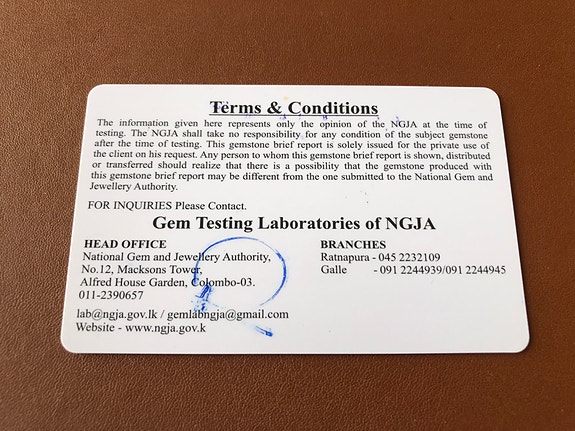 Terms & Conditions
The information given here represents only the opinion of the NGJA at the time of
testing. The NGJA shall take no responsibility for any condition of the subject gemstone
after the time of testing. This gemstone brief report is solely issued for the private use of
the client on his request. Any person to whom this gemstone brief report is shown, distributed
or transferred should realize that there is a possibility that the gemstone produced with
this gemstone brief report may be different from the one submitted to the National Gem and
Jewellery Authority.
FOR INQUIRIES Please Contact.
Gem Testing Laboratories of NGJA
HEAD OFFICE
National Gem and Jewellery Authority,
No.12, Macksons Tower,
Alfred House Garden, Colombo-03.
011-2390657
lab@ngja.gov.lk / gemlabngja@gmail.com
Website - www.ngja.gov.k
BRANCHES
Ratnapura - 045 2232109
Galle - 091 2244939/091 2244945